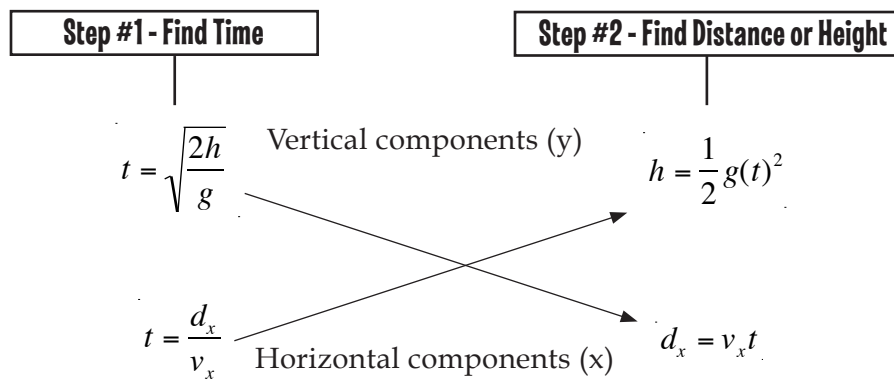 Step #1 - Find Time
Step #2 - Find Distance or Height
Vertical components (y)
t = √(2h/g)
h = 1/2 g(t)²
t = dₓ/vₓ
Horizontal components (x)
dₓ = vₓt